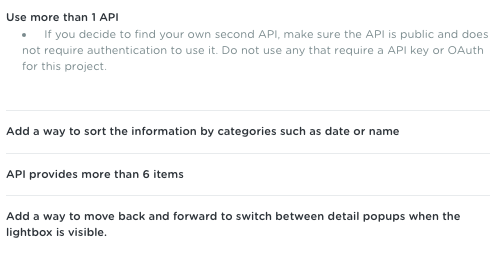 Use more than 1 API
• If you decide to find your own second API, make sure the API is public and does
not require authentication to use it. Do not use any that require a API key or OAuth
for this project.
Add a way to sort the information by categories such as date or name
API provides more than 6 items
Add a way to move back and forward to switch between detail popups when the
lightbox is visible.